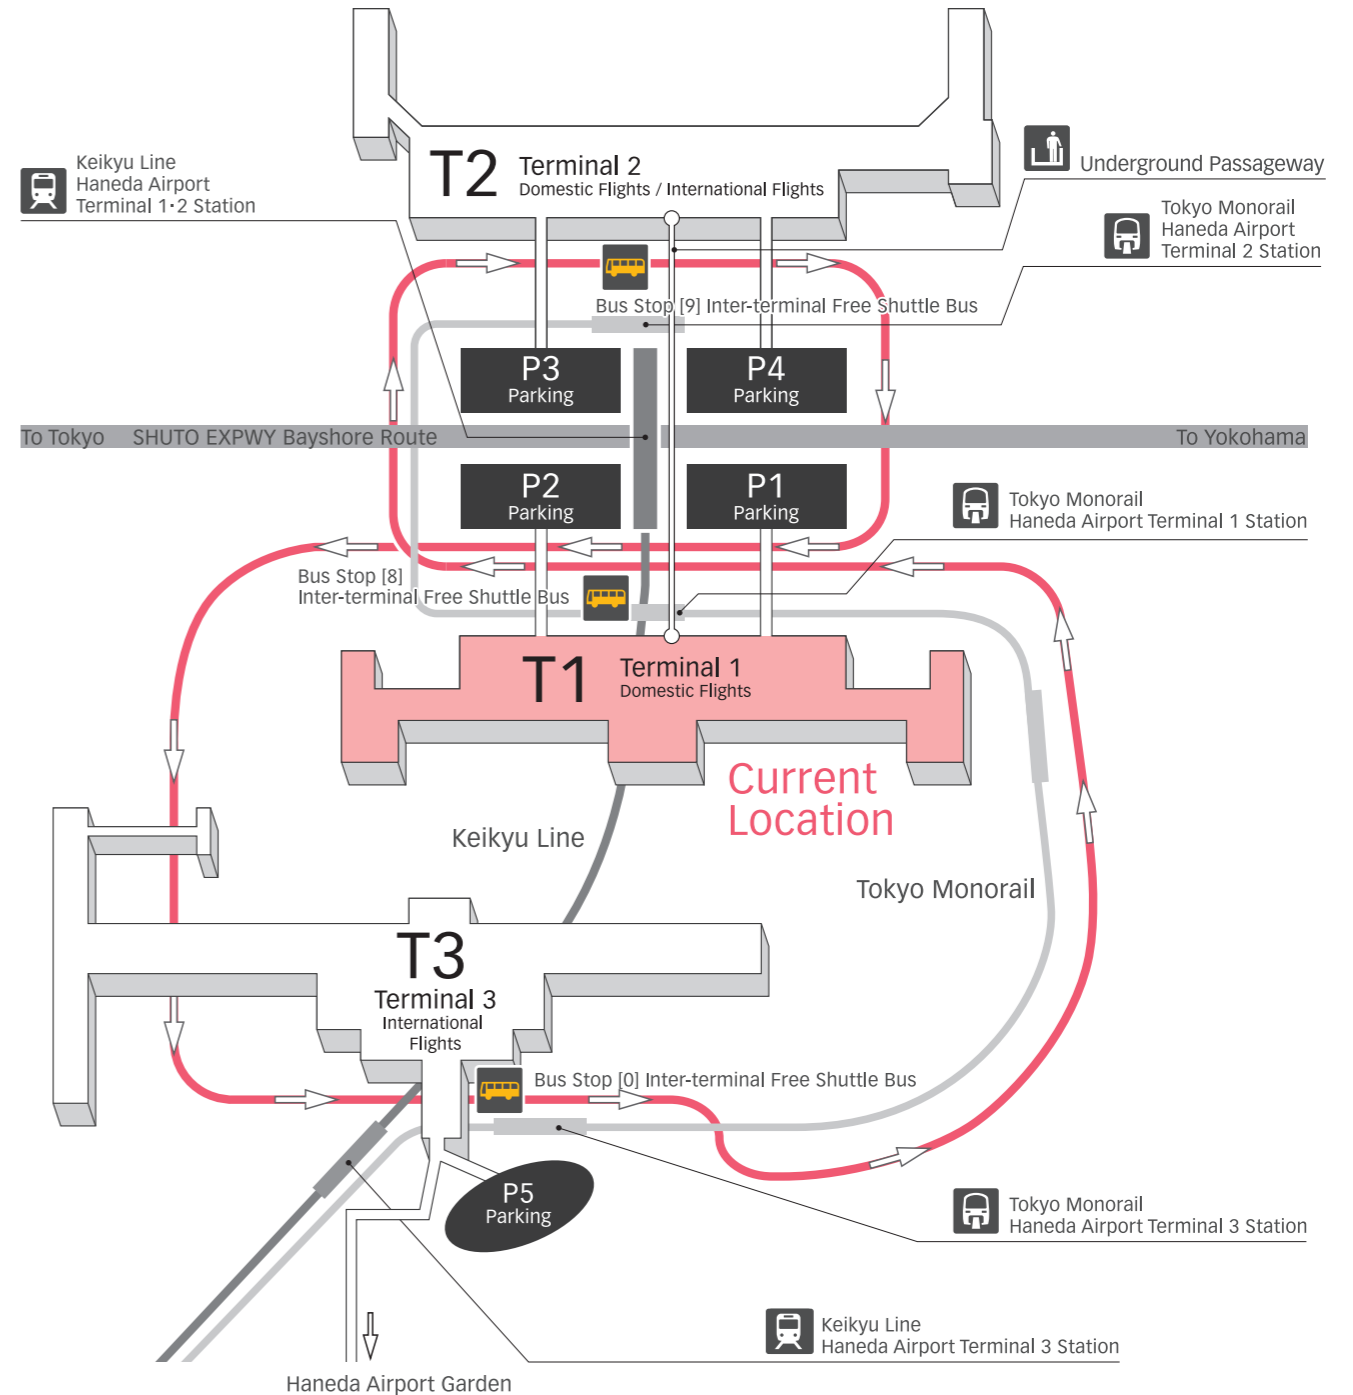 T2
Terminal 2
Domestic Flights / International Flights
Keikyu Line
Haneda Airport
Terminal 1･2 Station
Underground Passageway
Tokyo Monorail
Haneda Airport
Terminal 2 Station
Bus Stop [9] Inter-terminal Free Shuttle Bus
P3
Parking
P4
Parking
To Tokyo
SHUTO EXPWY Bayshore Route
To Yokohama
P2
Parking
P1
Parking
Tokyo Monorail
Haneda Airport Terminal 1 Station
Bus Stop [8]
Inter-terminal Free Shuttle Bus
T1
Terminal 1
Domestic Flights
Current
Location
Keikyu Line
Tokyo Monorail
T3
Terminal 3
International
Flights
Bus Stop [0] Inter-terminal Free Shuttle Bus
P5
Parking
Tokyo Monorail
Haneda Airport Terminal 3 Station
Keikyu Line
Haneda Airport Terminal 3 Station
Haneda Airport Garden